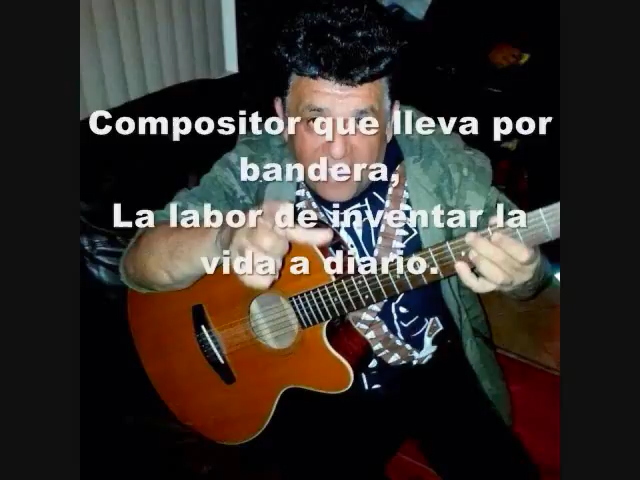 Compositor que lleva por
bandera,
La labor de inventar la
vida a diario.